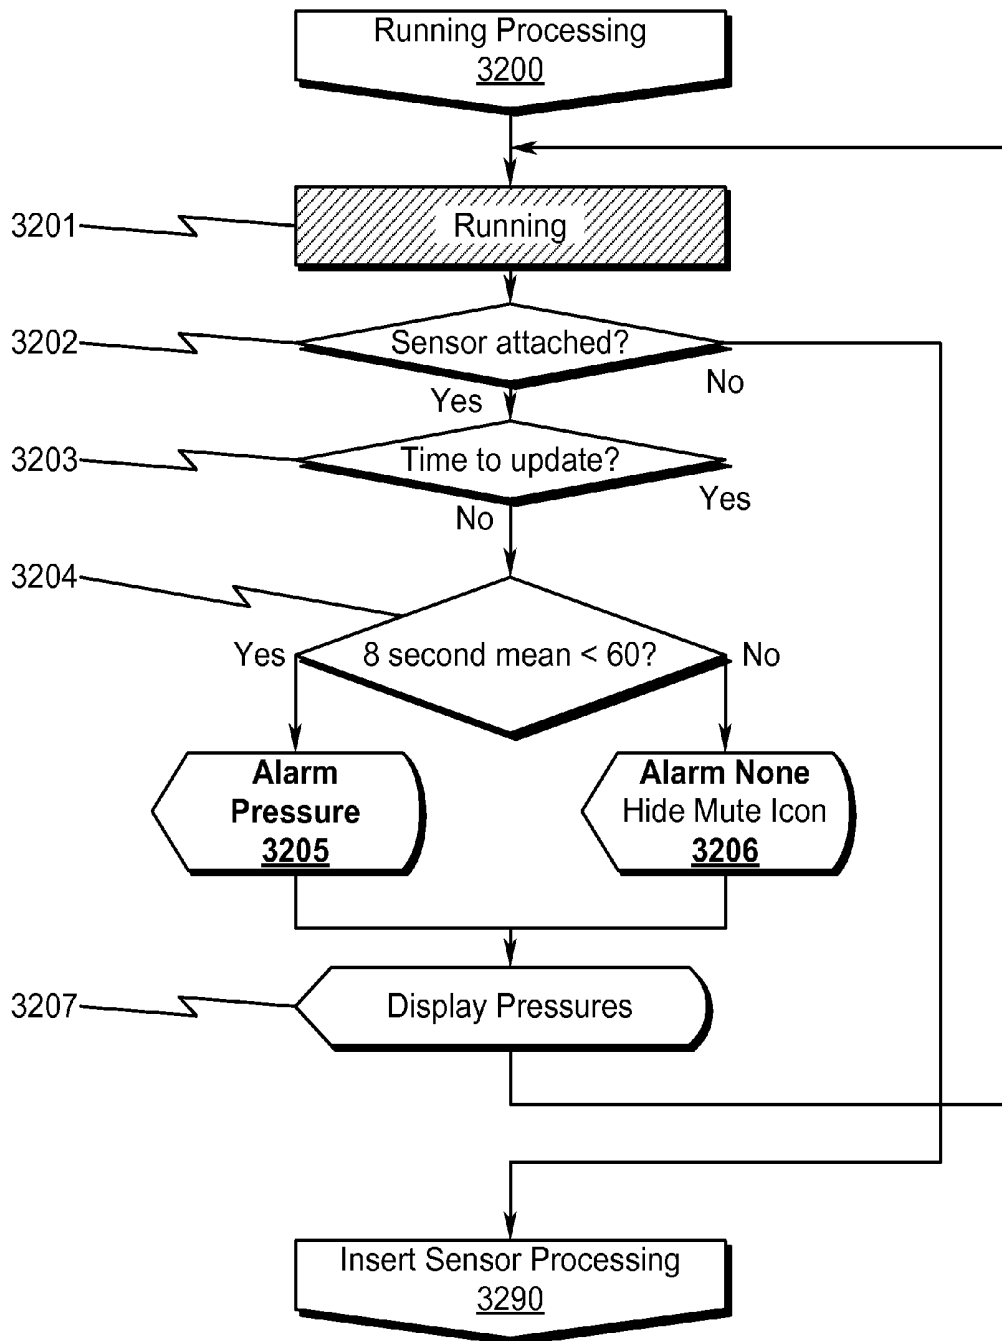 Running Processing
3200
3201
Running
3202
Sensor attached?
No
Yes
3203
Time to update?
Yes
No
3204
Yes
8 second mean < 60?
No
Alarm
Pressure
3205
Alarm None
Hide Mute Icon
3206
3207
Display Pressures
Insert Sensor Processing
3290